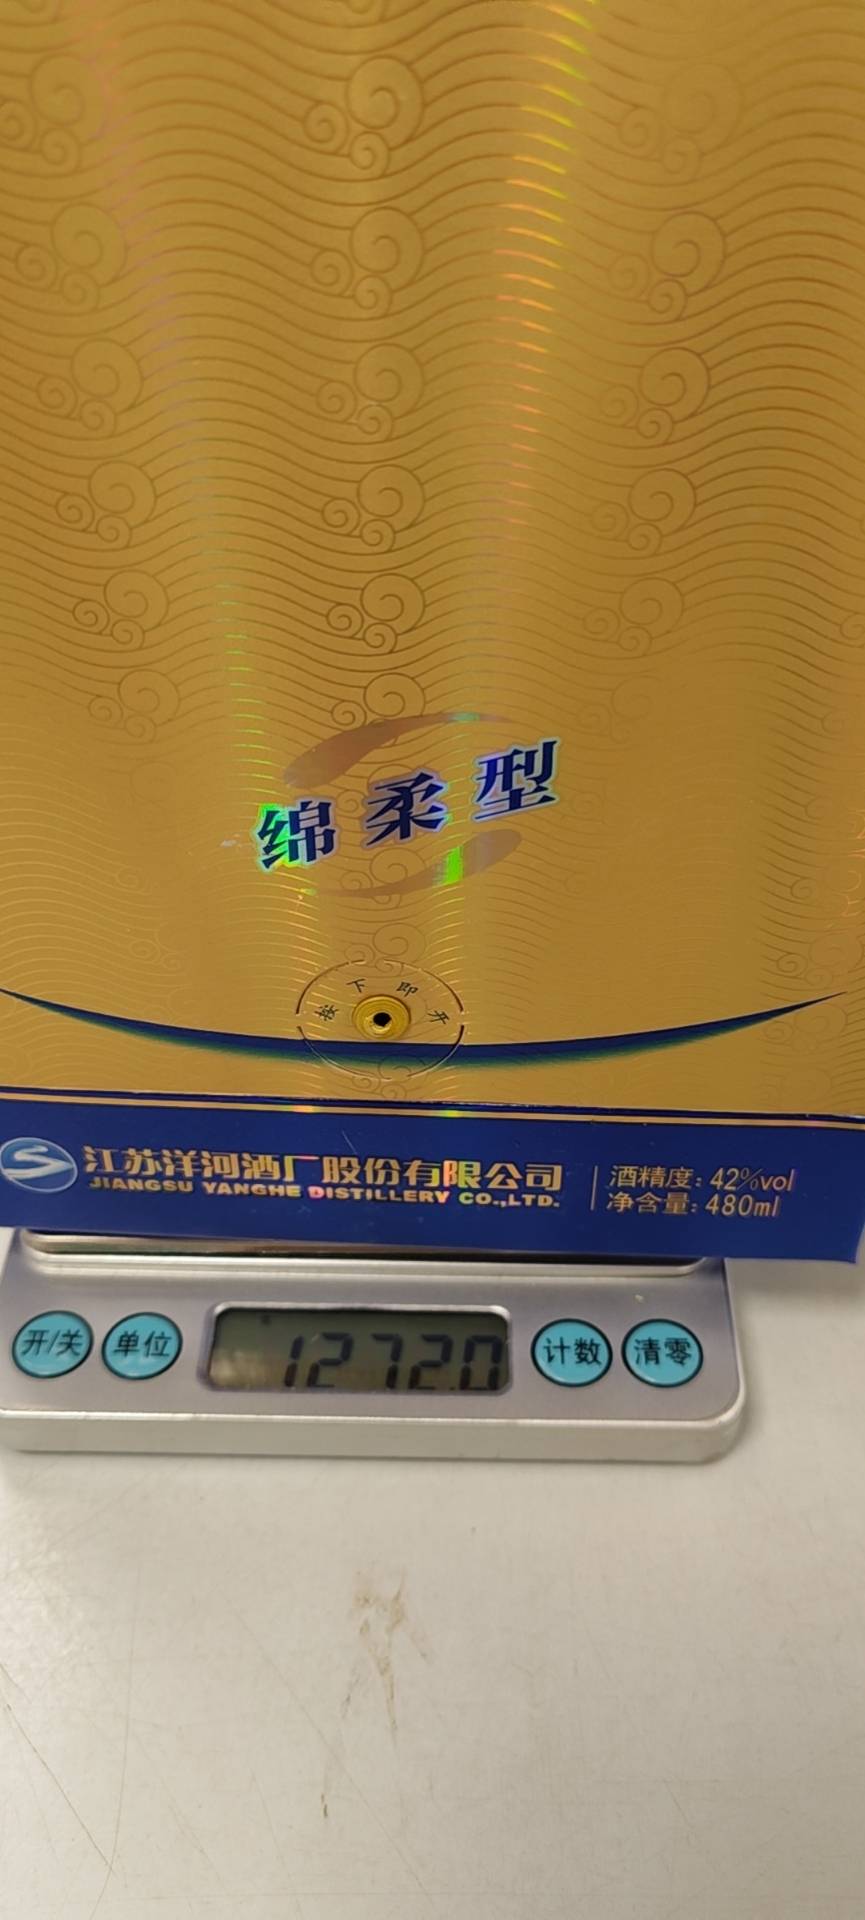 绵柔型
按下即开
江苏洋河酒厂股份有限公司
JIANGSU YANGHE DISTILLERY CO.,LTD.
酒精度: 42%vol
净含量: 480ml
开/关
单位
1272.0
计数
清零